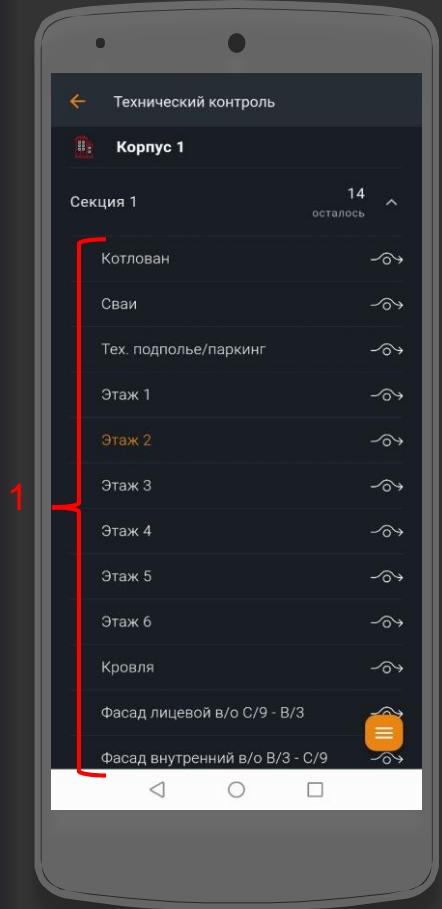 Технический контроль
Корпус 1
Секция 1
14
осталось
Котлован
Сваи
Тех. подполье/паркинг
Этаж 1
Этаж 2
Этаж 3
1
Этаж 4
Этаж 5
Этаж 6
Кровля
Фасад лицевой в/о С/9 - В/3
Фасад внутренний в/о В/3 - С/9